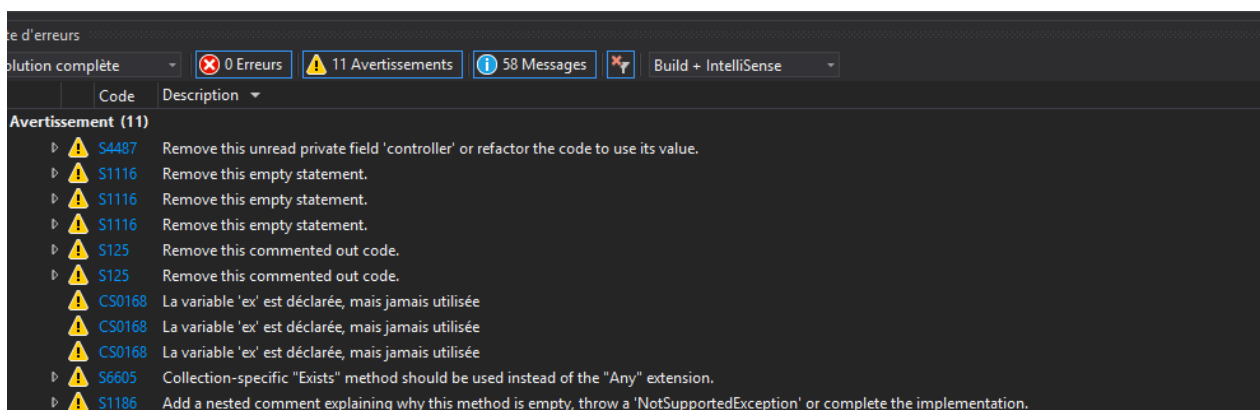 te d'erreurs
olution complète 0 Erreurs 11 Avertissements 58 Messages Build + IntelliSense
Code Description
Avertissement (11)
S4487 Remove this unread private field 'controller' or refactor the code to use its value.
S1116 Remove this empty statement.
S1116 Remove this empty statement.
S1116 Remove this empty statement.
S125 Remove this commented out code.
S125 Remove this commented out code.
CS0168 La variable 'ex' est déclarée, mais jamais utilisée
CS0168 La variable 'ex' est déclarée, mais jamais utilisée
CS0168 La variable 'ex' est déclarée, mais jamais utilisée
S6605 Collection-specific "Exists" method should be used instead of the "Any" extension.
S1186 Add a nested comment explaining why this method is empty, throw a 'NotSupportedException' or complete the implementation.